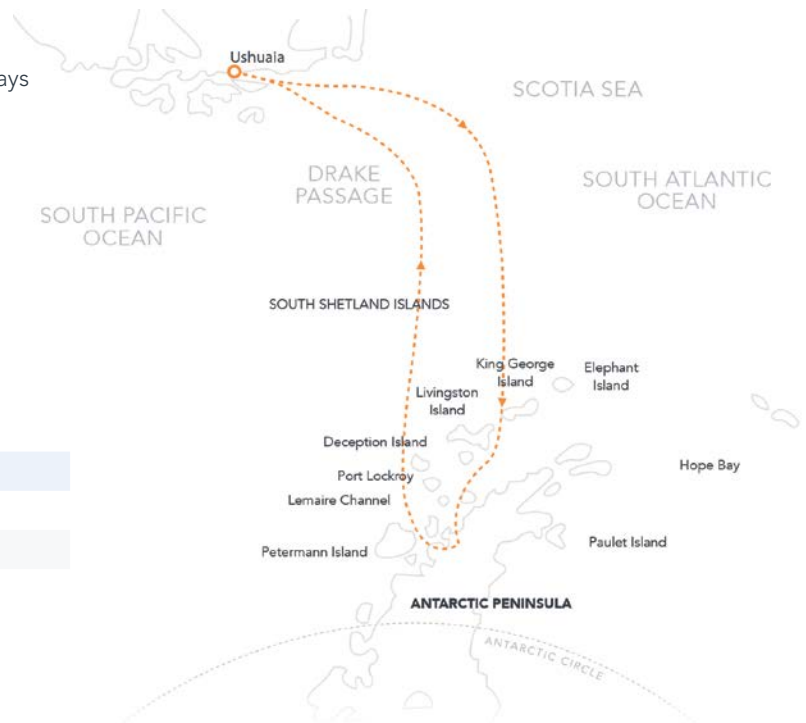 Ushuaia
ays
SCOTIA SEA
DRAKE
PASSAGE
SOUTH ATLANTIC
OCEAN
SOUTH PACIFIC
OCEAN
SOUTH SHETLAND ISLANDS
King George
Island
Elephant
Island
Livingston
Island
Deception Island
Hope Bay
Port Lockroy
Lemaire Channel
Paulet Island
Petermann Island
ANTARCTIC PENINSULA
ANTARCTIC CIRCLE